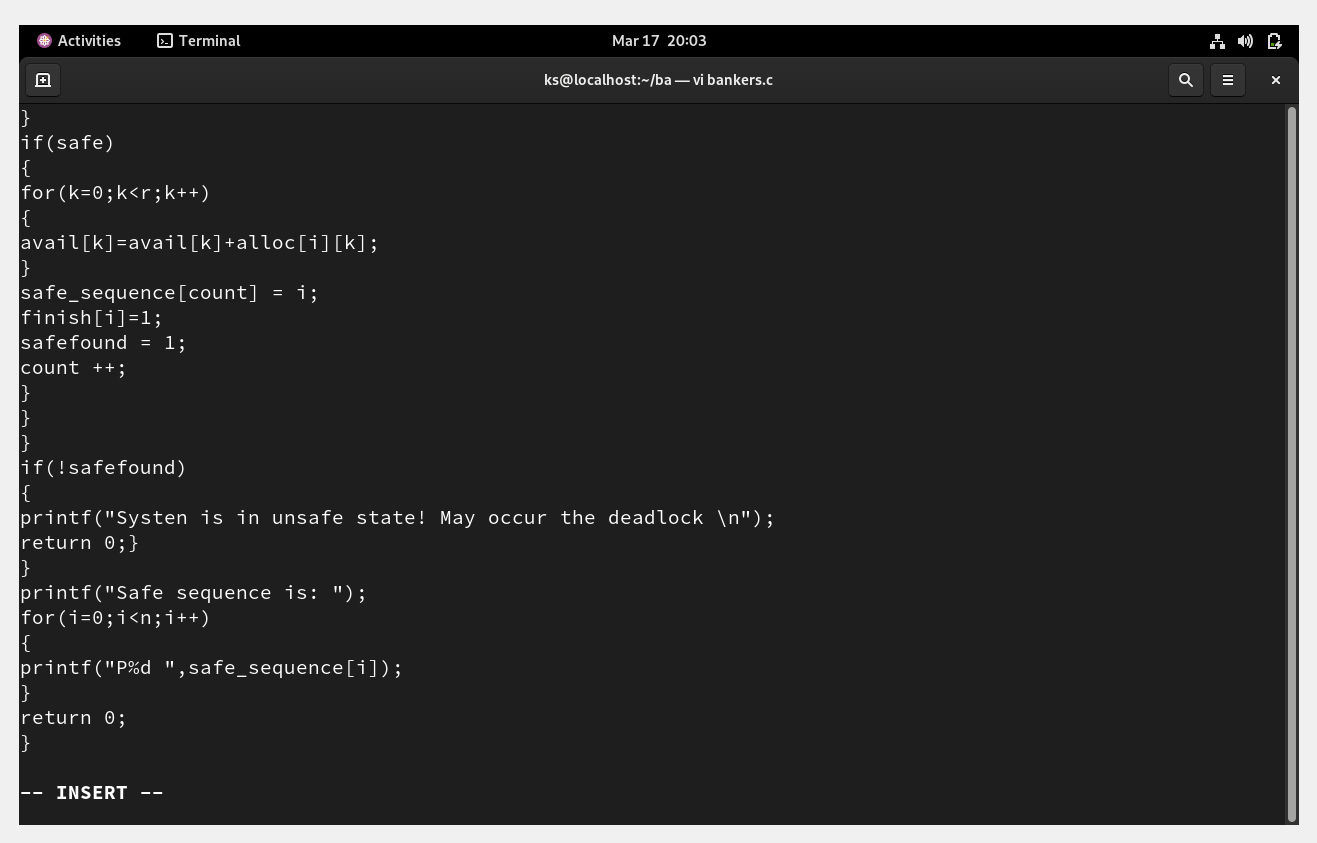 Activities Terminal Mar 17 20:03
ks@localhost:~/ba — vi bankers.c
}
if(safe)
{
for(k=0;k<r;k++)
{
avail[k]=avail[k]+alloc[i][k];
}
safe_sequence[count] = i;
finish[i]=1;
safefound = 1;
count ++;
}
}
}
if(!safefound)
{
printf("Systen is in unsafe state! May occur the deadlock \n");
return 0;}
}
printf("Safe sequence is: ");
for(i=0;i<n;i++)
{
printf("P%d ",safe_sequence[i]);
}
return 0;
}
-- INSERT --